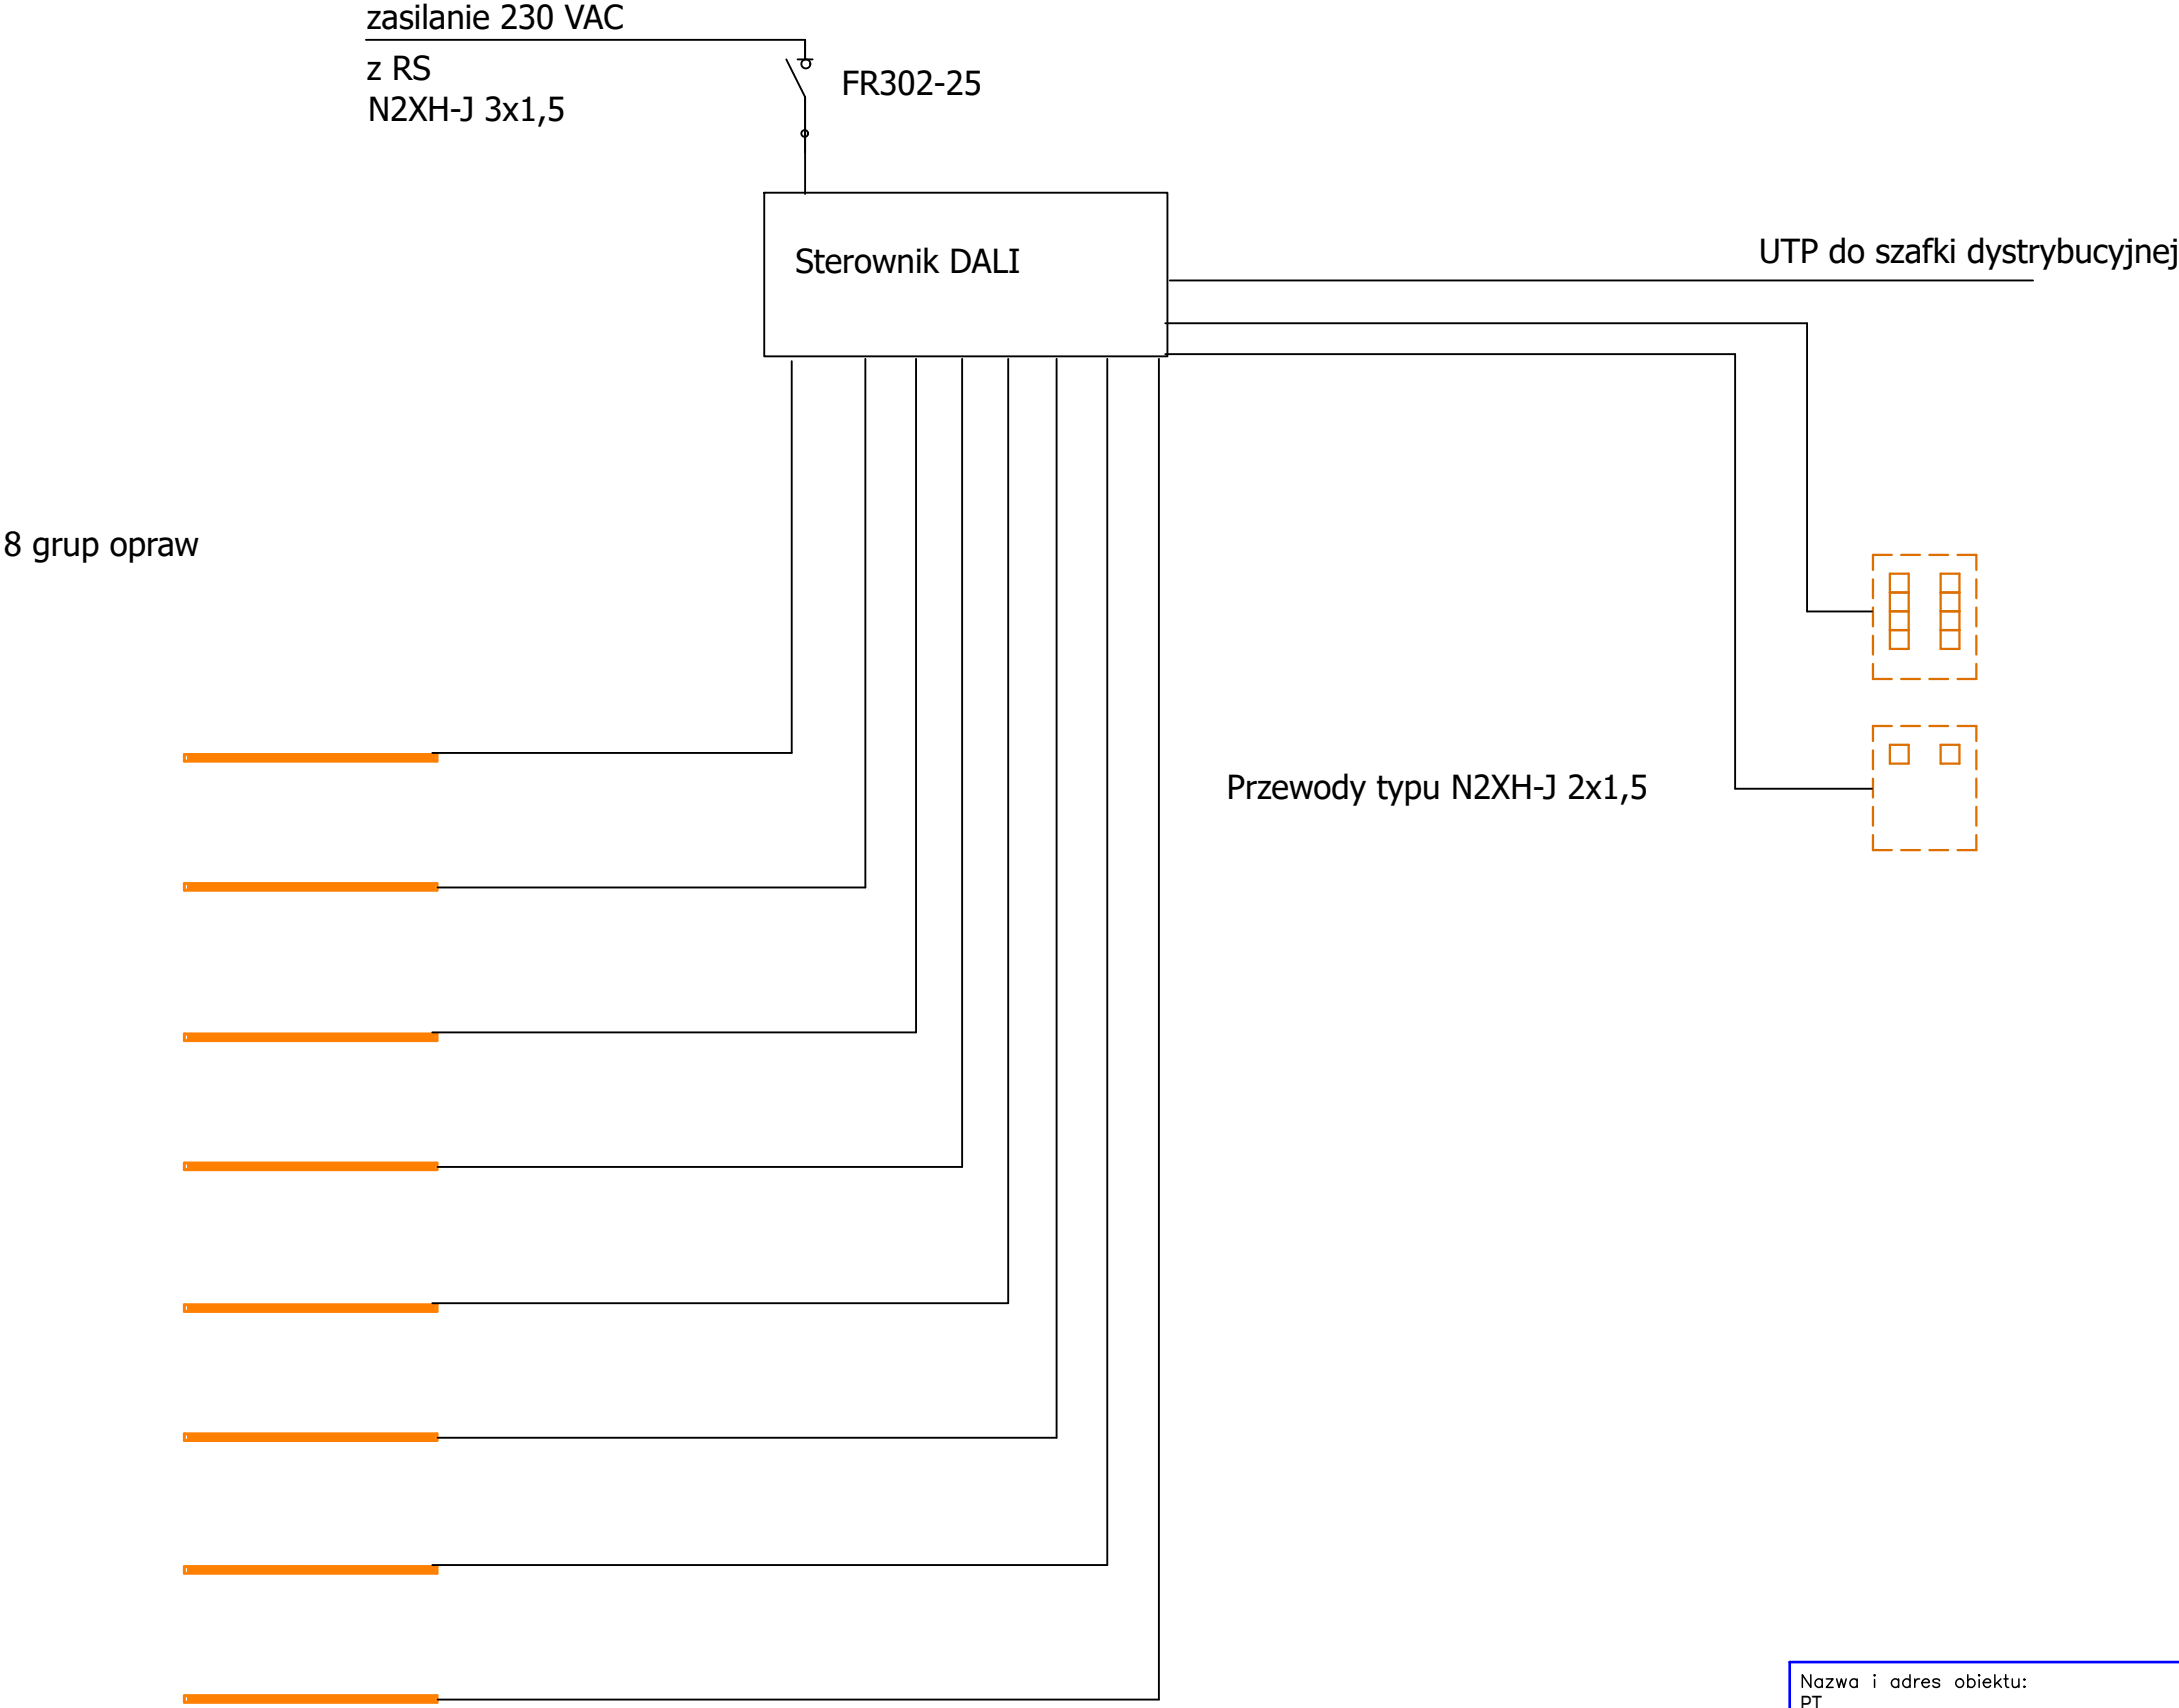 zasilanie 230 VAC
z RS
N2XH-J 3x1,5
FR302-25
Sterownik DALI
UTP do szafki dystrybucyjnej
8 grup opraw
Przewody typu N2XH-J 2x1,5
Nazwa i adres obiektu:
PT